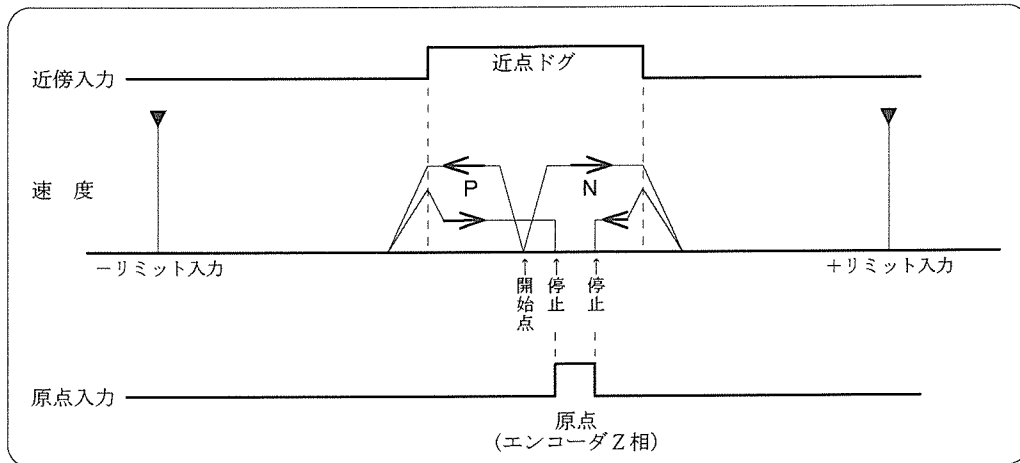 近点ドグ
近傍入力
P
N
速 度
−リミット入力
+リミット入力
↑開始点
↑停止
↑停止
原点入力
原点
(エンコーダZ相)